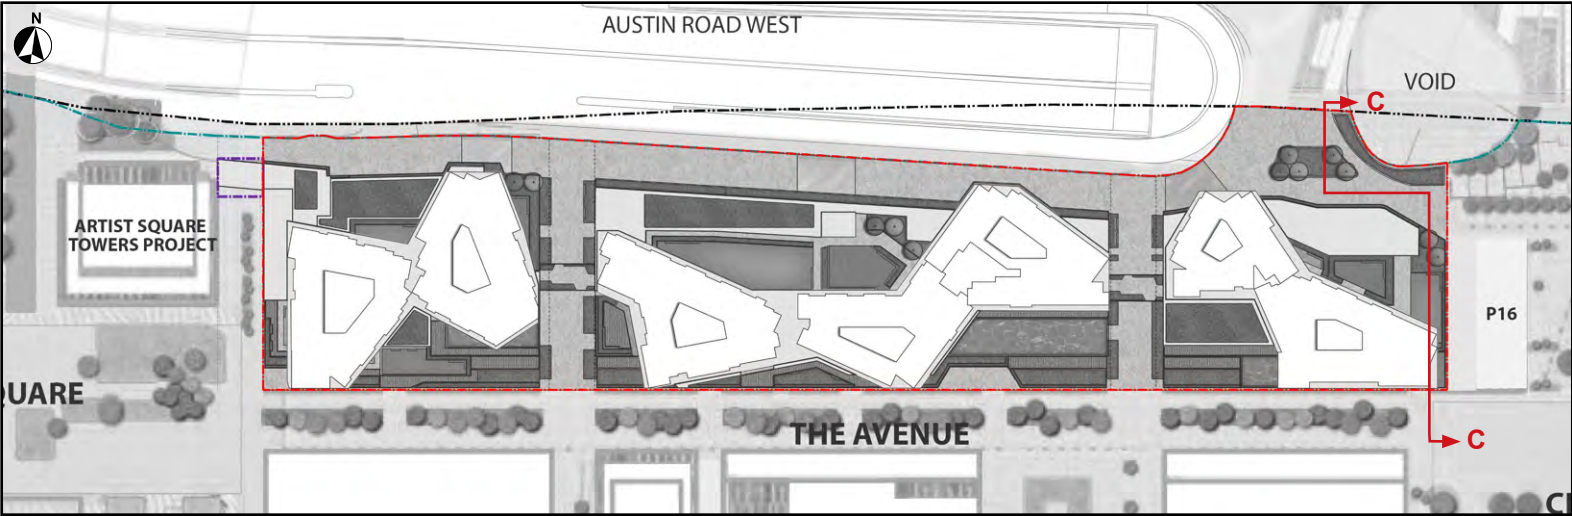 N
AUSTIN ROAD WEST
VOID
C
ARTIST SQUARE
TOWERS PROJECT
P16
UARE
THE AVENUE
C